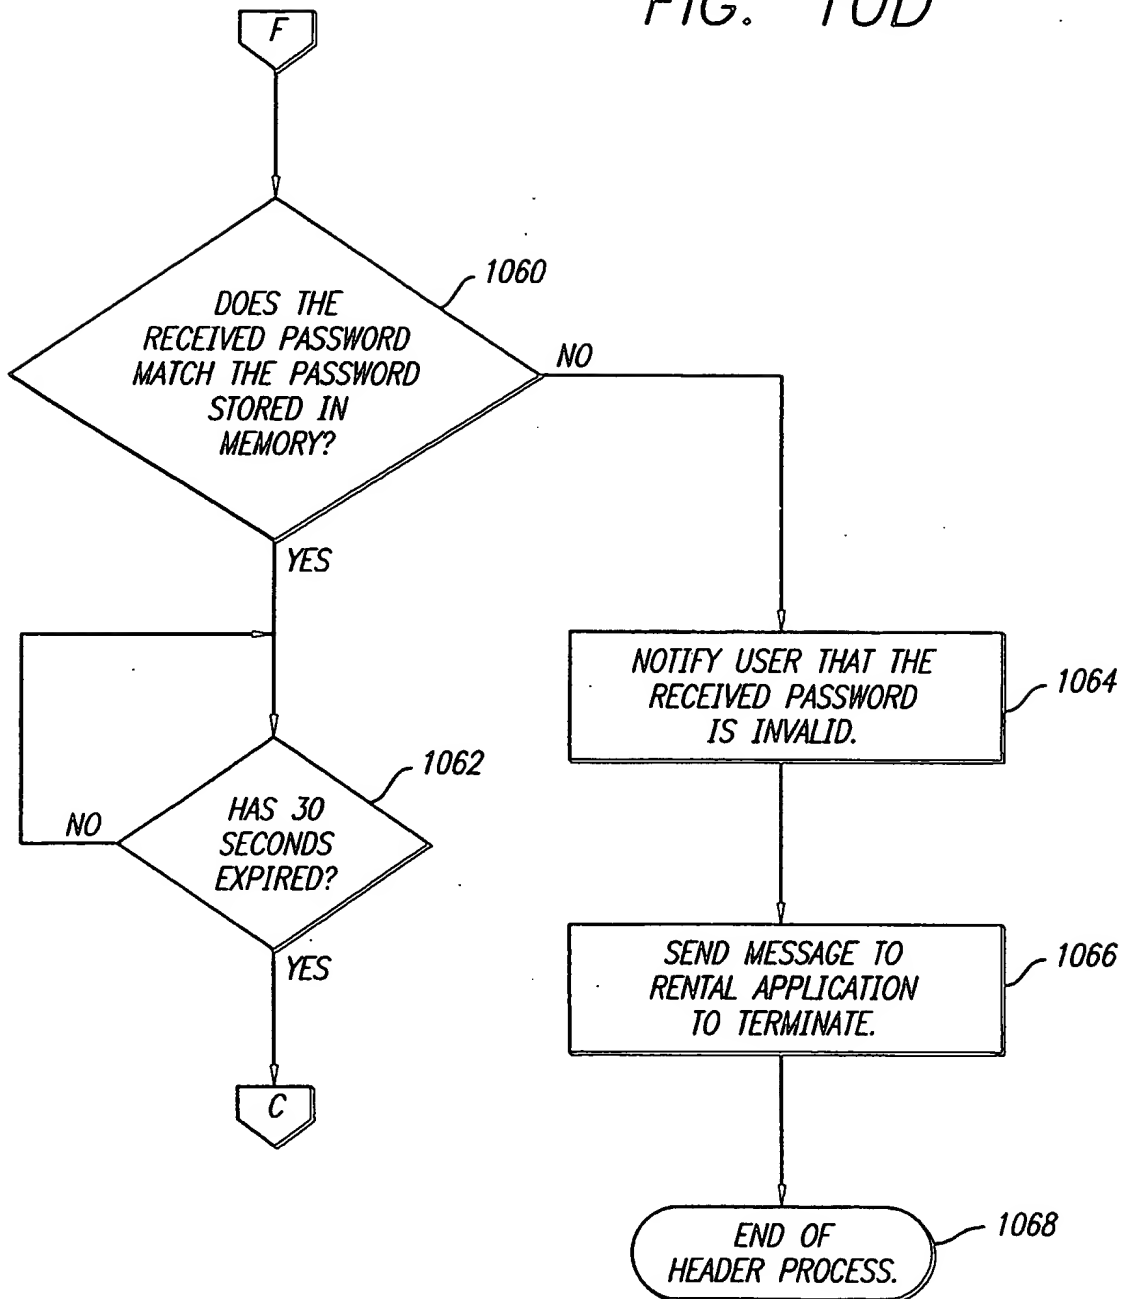 FIG. 10D
F
1060
DOES THE
RECEIVED PASSWORD
MATCH THE PASSWORD
STORED IN
MEMORY?
NO
YES
1062
HAS 30
SECONDS
EXPIRED?
NO
YES
C
NOTIFY USER THAT THE
RECEIVED PASSWORD
IS INVALID.
1064
SEND MESSAGE TO
RENTAL APPLICATION
TO TERMINATE.
1066
END OF
HEADER PROCESS.
1068